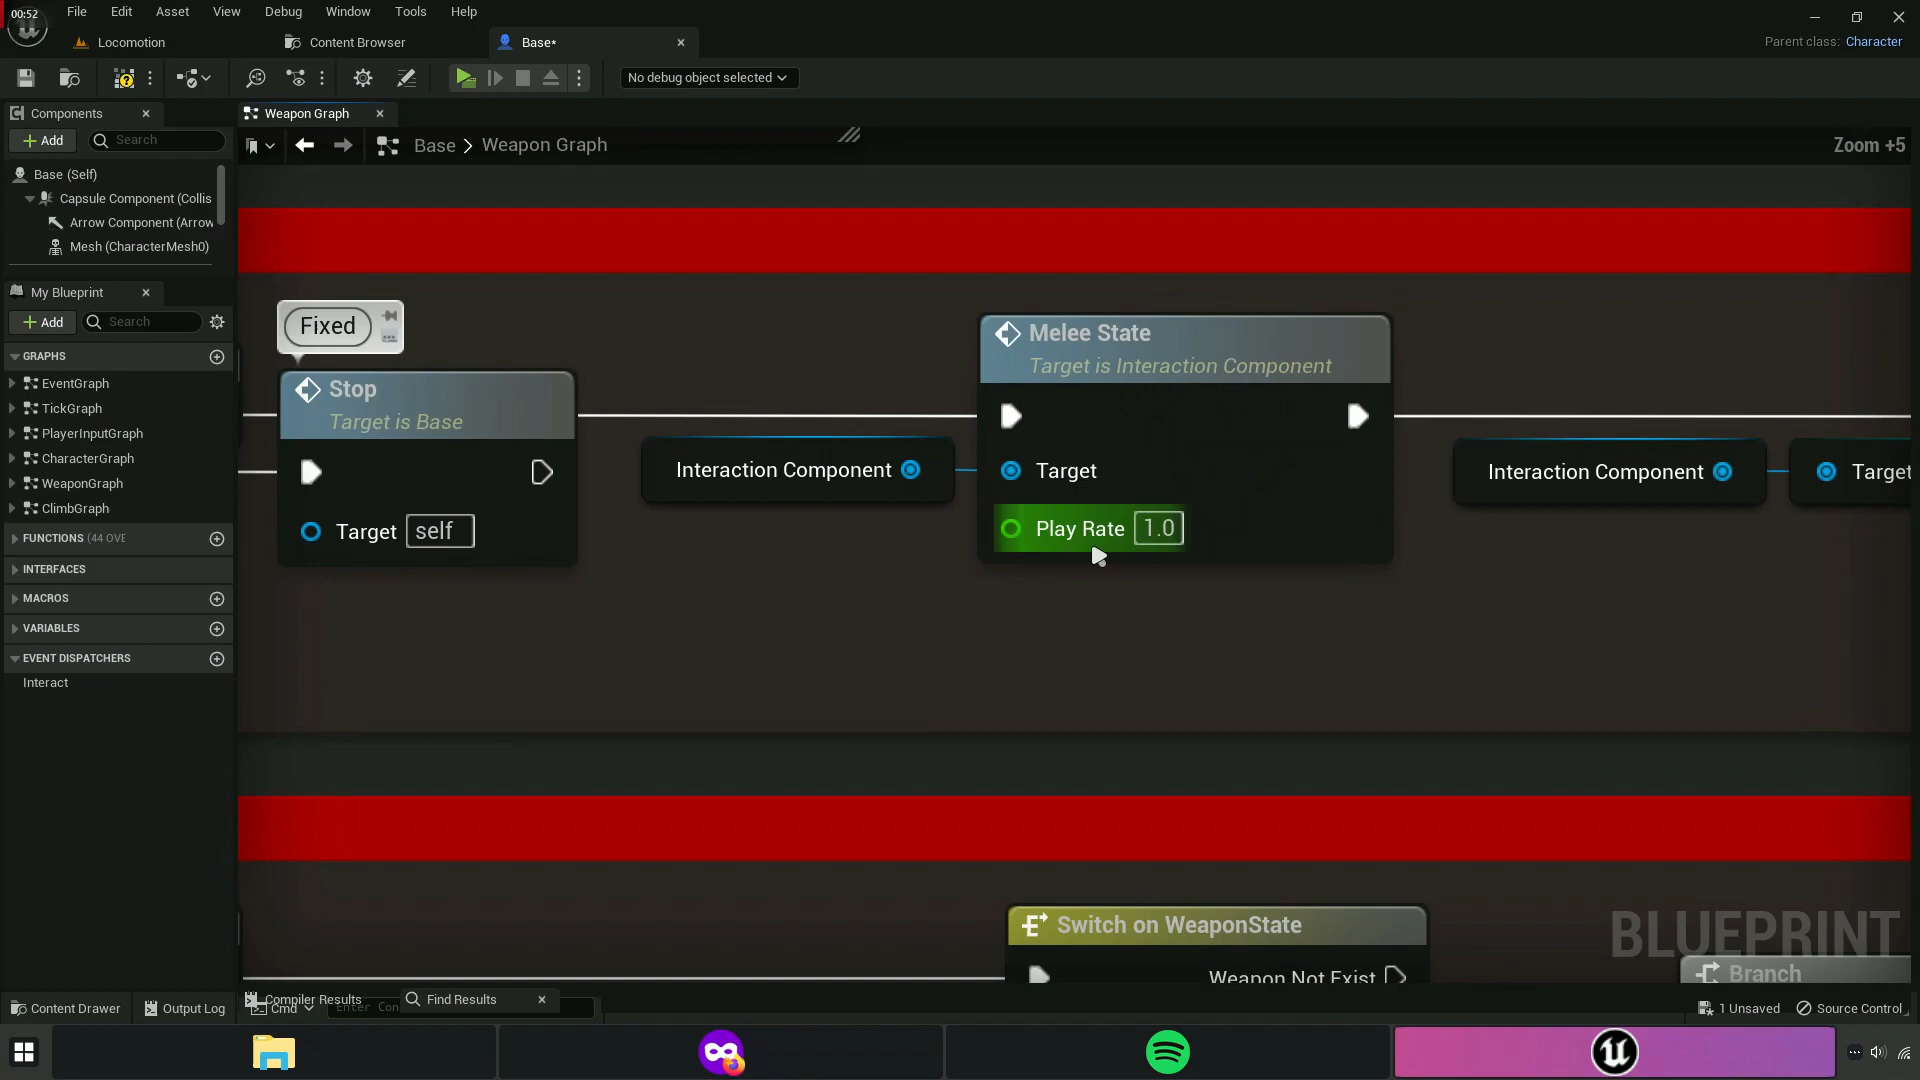 00:52
File Edit Asset View Debug Window Tools Help
Locomotion
Content Browser
Base*
Parent class: Character
No debug object selected
Components
Weapon Graph
Add
Search
Base > Weapon Graph
Zoom +5
Base (Self)
Capsule Component (Collis
Arrow Component (Arrow
Mesh (CharacterMesh0)
My Blueprint
Add
Search
GRAPHS
EventGraph
TickGraph
PlayerInputGraph
CharacterGraph
WeaponGraph
ClimbGraph
FUNCTIONS (44 OVE
INTERFACES
MACROS
VARIABLES
EVENT DISPATCHERS
Interact
Fixed
Stop
Target is Base
Target self
Interaction Component
Melee State
Target is Interaction Component
Target
Play Rate 1.0
Interaction Component
Target
Switch on WeaponState
Weapon Not Exist
BLUEPRINT
Branch
Compiler Results
Find Results
Content Drawer
Output Log
Cmd
Enter Con
1 Unsaved
Source Control